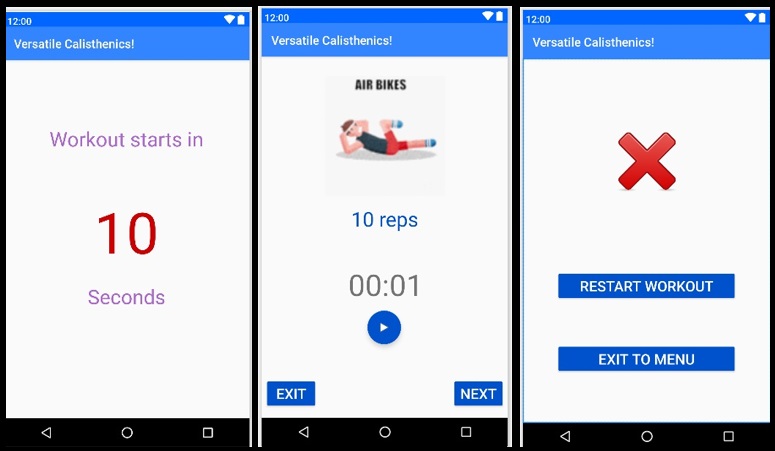 12:00
Versatile Calisthenics!
Workout starts in
10
Seconds
12:00
Versatile Calisthenics!
AIR BIKES
10 reps
00:01
EXIT
NEXT
12:00
Versatile Calisthenics!
RESTART WORKOUT
EXIT TO MENU